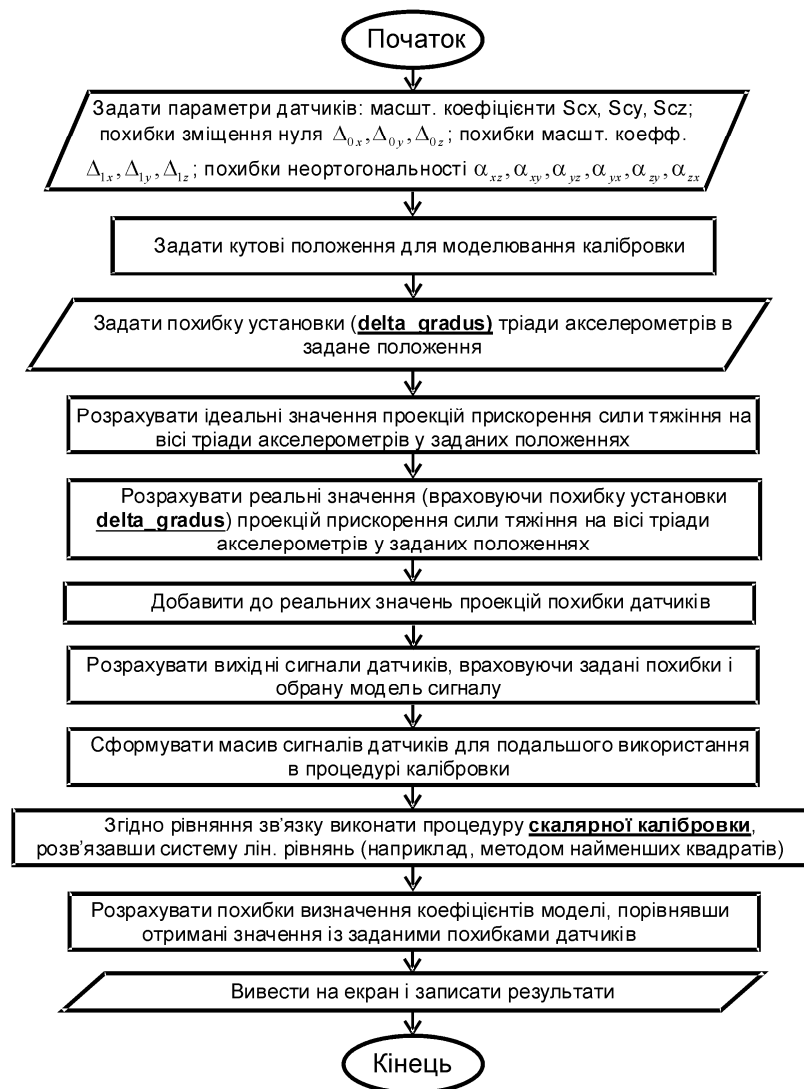 Початок
Задати параметри датчиків: масшт. коефіцієнти Scx, Scy, Scz;
похибки зміщення нуля Δ₀ₓ, Δ₀y, Δ₀z; похибки масшт. коефф.
Δ₁ₓ, Δ₁y, Δ₁z; похибки неортогональності αxz, αxy, αyz, αyx, αzy, αzx
Задати кутові положення для моделювання калібровки
Задати похибку установки (delta_gradus) тріади акселерометрів в
задане положення
Розрахувати ідеальні значення проекцій прискорення сили тяжіння на
вісі тріади акселерометрів у заданих положеннях
Розрахувати реальні значення (враховуючи похибку установки
delta_gradus) проекцій прискорення сили тяжіння на вісі тріади
акселерометрів у заданих положеннях
Добавити до реальних значень проекцій похибки датчиків
Розрахувати вихідні сигнали датчиків, враховуючи задані похибки і
обрану модель сигналу
Сформувати масив сигналів датчиків для подальшого використання
в процедурі калібровки
Згідно рівняння зв'язку виконати процедуру скалярної калібровки,
розв'язавши систему лін. рівнянь (наприклад, методом найменших квадратів)
Розрахувати похибки визначення коефіцієнтів моделі, порівнявши
отримані значення із заданими похибками датчиків
Вивести на екран і записати результати
Кінець